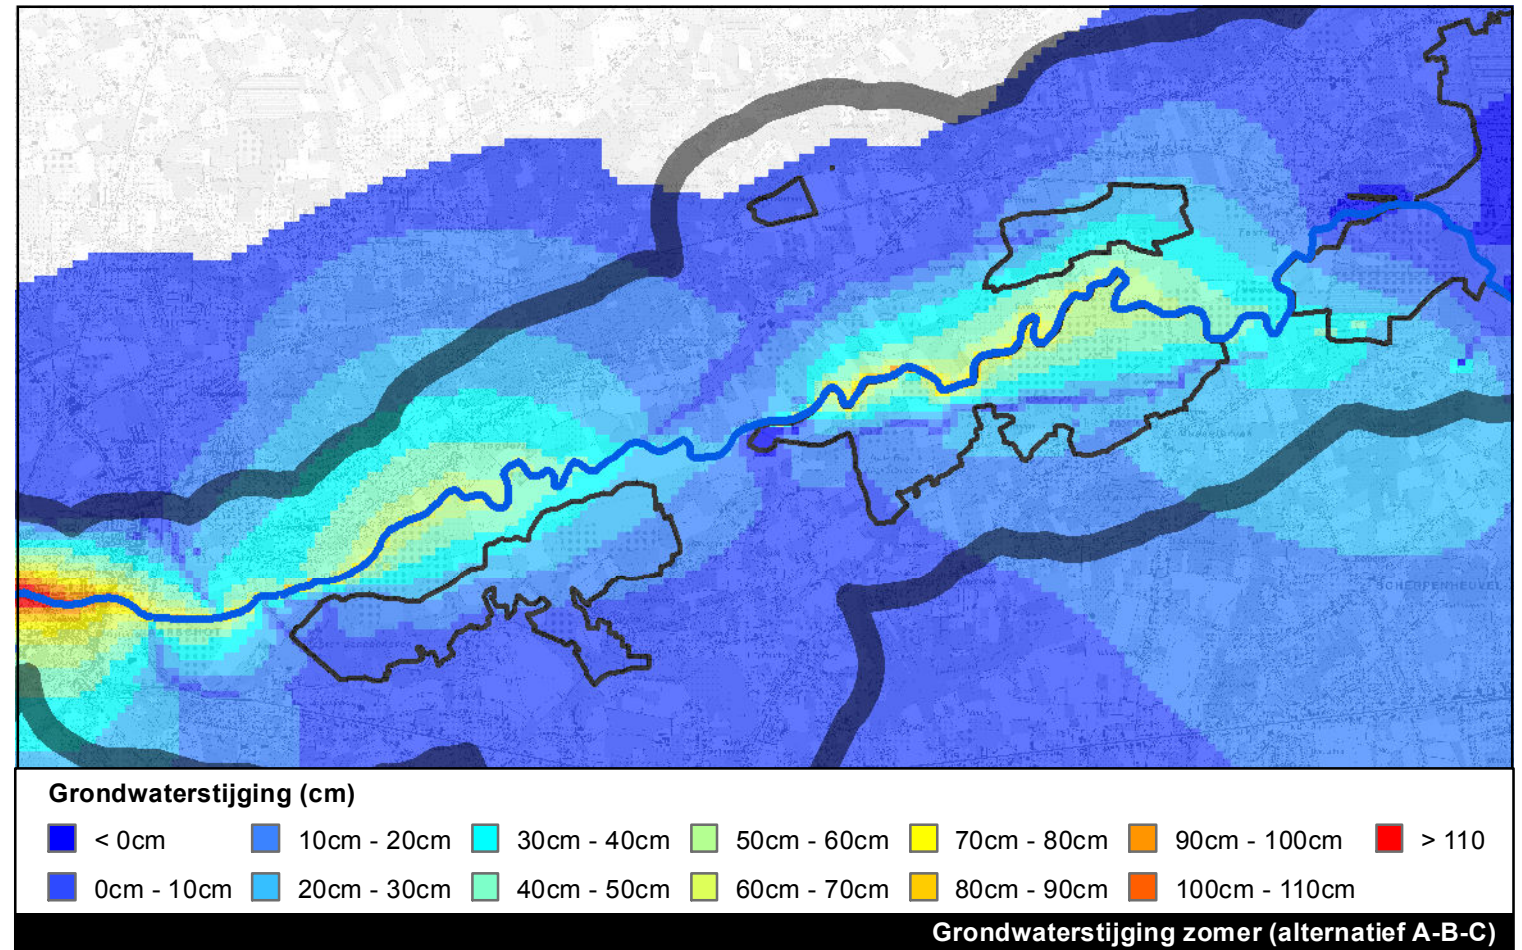 SCHERPENHEUVEL
Grondwaterstijging (cm)
< 0cm 10cm - 20cm 30cm - 40cm 50cm - 60cm 70cm - 80cm 90cm - 100cm > 110
0cm - 10cm 20cm - 30cm 40cm - 50cm 60cm - 70cm 80cm - 90cm 100cm - 110cm
Grondwaterstijging zomer (alternatief A-B-C)